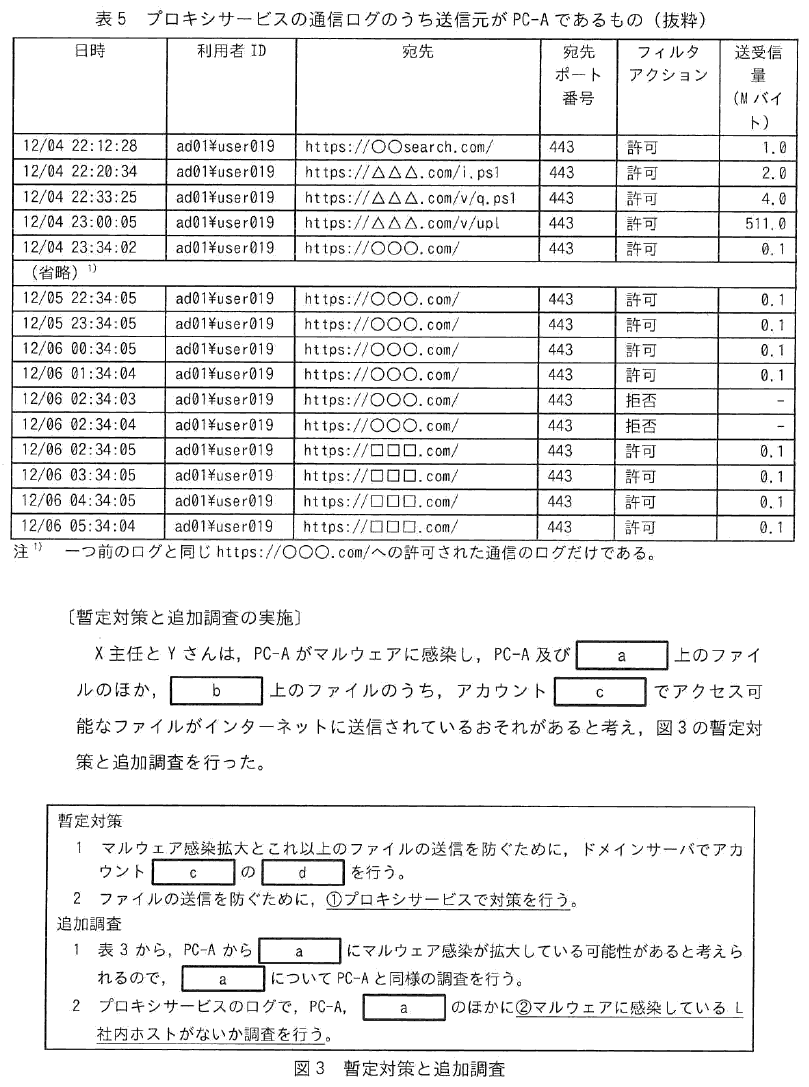 表5 プロキシサービスの通信ログのうち送信元がPC-Aであるもの（抜粋）
日時 利用者ID 宛先 宛先ポート番号 フィルタアクション 送受信量（Mバイト）
12/04 22:12:28 ad01¥user019 https://〇〇search.com/ 443 許可 1.0
12/04 22:20:34 ad01¥user019 https://△△△.com/i.ps1 443 許可 2.0
12/04 22:33:25 ad01¥user019 https://△△△.com/v/q.ps1 443 許可 4.0
12/04 23:00:05 ad01¥user019 https://△△△.com/v/upl 443 許可 511.0
12/04 23:34:02 ad01¥user019 https://〇〇〇.com/ 443 許可 0.1
（省略）1)
12/05 22:34:05 ad01¥user019 https://〇〇〇.com/ 443 許可 0.1
12/05 23:34:05 ad01¥user019 https://〇〇〇.com/ 443 許可 0.1
12/06 00:34:05 ad01¥user019 https://〇〇〇.com/ 443 許可 0.1
12/06 01:34:04 ad01¥user019 https://〇〇〇.com/ 443 許可 0.1
12/06 02:34:03 ad01¥user019 https://〇〇〇.com/ 443 拒否 −
12/06 02:34:04 ad01¥user019 https://〇〇〇.com/ 443 拒否 −
12/06 02:34:05 ad01¥user019 https://□□□.com/ 443 許可 0.1
12/06 03:34:05 ad01¥user019 https://□□□.com/ 443 許可 0.1
12/06 04:34:05 ad01¥user019 https://□□□.com/ 443 許可 0.1
12/06 05:34:04 ad01¥user019 https://□□□.com/ 443 許可 0.1
注1) 一つ前のログと同じhttps://〇〇〇.com/への許可された通信のログだけである。
〔暫定対策と追加調査の実施〕
X主任とYさんは，PC-Aがマルウェアに感染し，PC-A及び a 上のファイ
ルのほか， b 上のファイルのうち，アカウント c でアクセス可
能なファイルがインターネットに送信されているおそれがあると考え，図3の暫定対
策と追加調査を行った。
暫定対策
1 マルウェア感染拡大とこれ以上のファイルの送信を防ぐために，ドメインサーバでアカ
ウント c の d を行う。
2 ファイルの送信を防ぐために，①プロキシサービスで対策を行う。
追加調査
1 表3から，PC-Aから a にマルウェア感染が拡大している可能性があると考えら
れるので， a についてPC-Aと同様の調査を行う。
2 プロキシサービスのログで，PC-A， a のほかに②マルウェアに感染しているL
社内ホストがないか調査を行う。
図3 暫定対策と追加調査